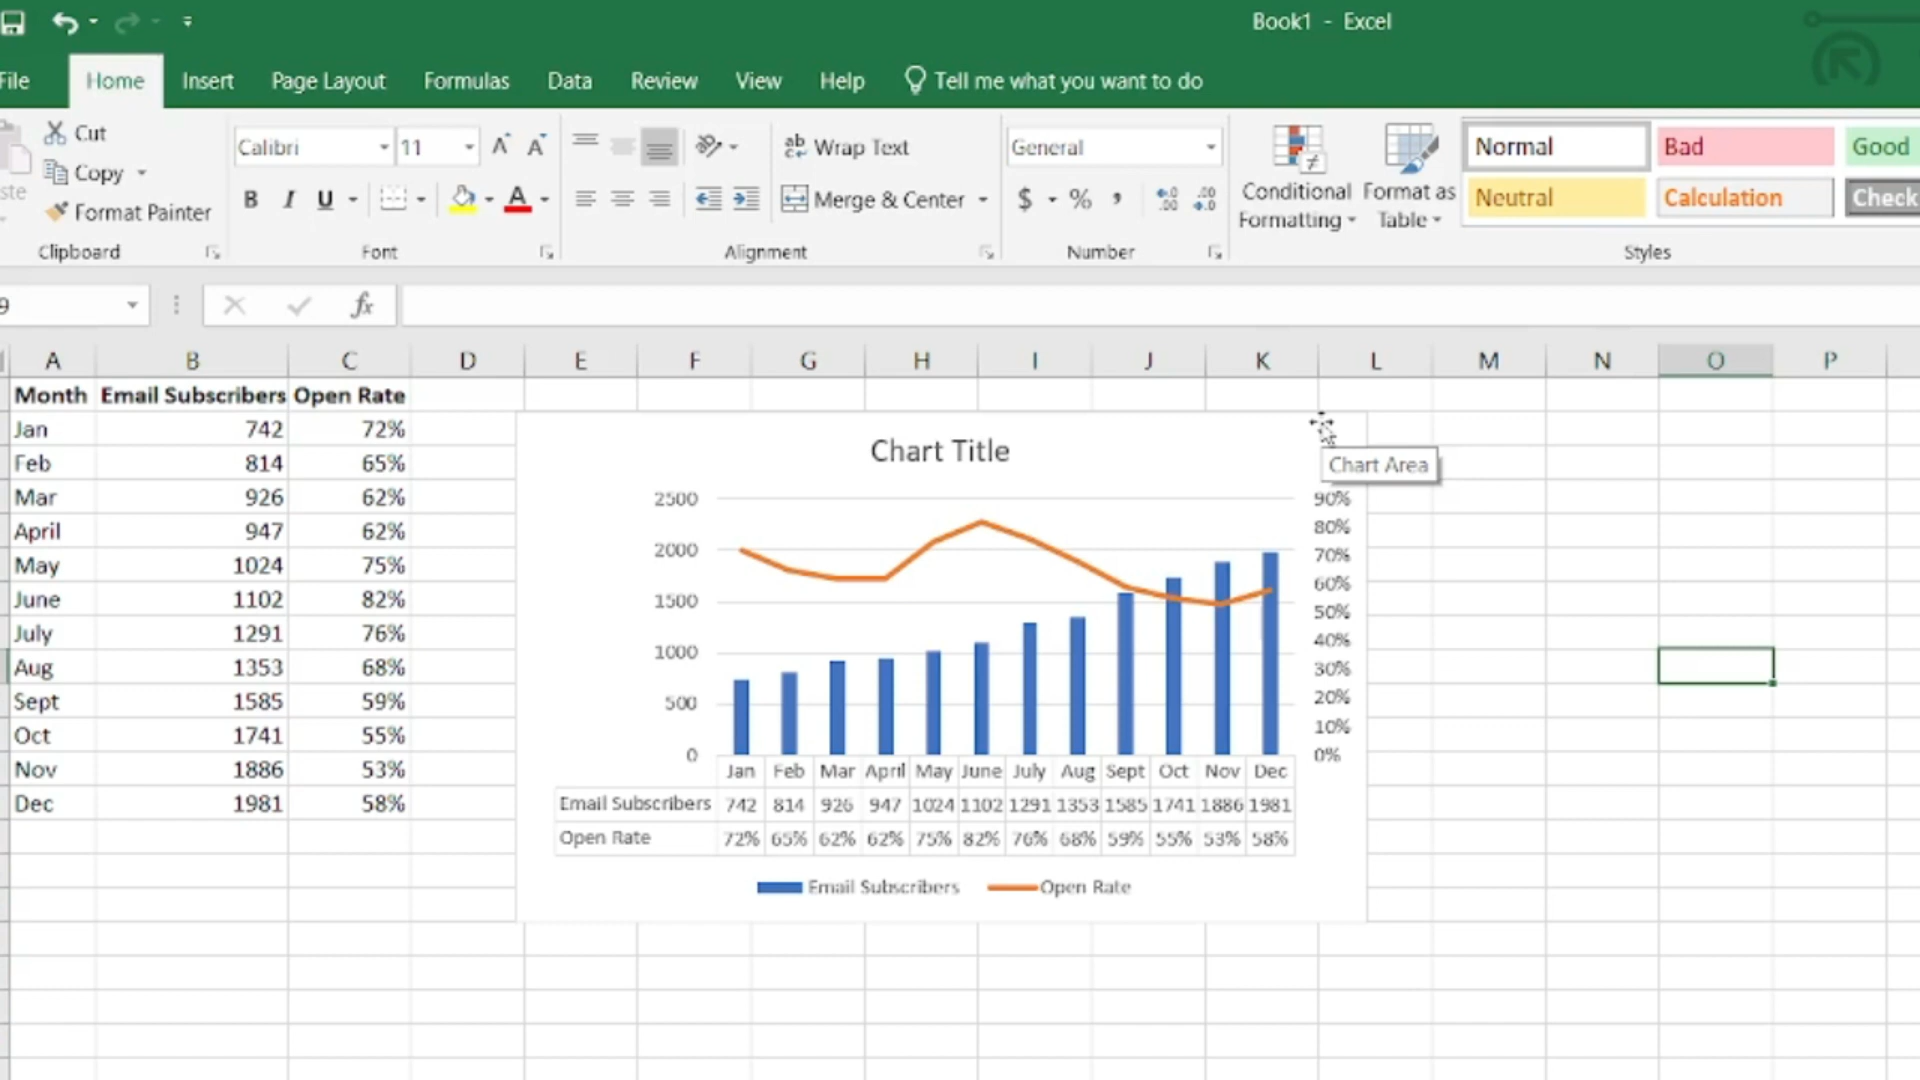 Book1 - Excel
File Home Insert Page Layout Formulas Data Review View Help Tell me what you want to do
Cut
Copy
Format Painter
Clipboard
Calibri 11
B I U
Font
Wrap Text
Merge & Center
Alignment
General
$ % ,
Number
Conditional Formatting
Format as Table
Normal Bad Good
Neutral Calculation Check
Styles
9 fx
A B C D E F G H I J K L M N O P
Month Email Subscribers Open Rate
Jan 742 72%
Feb 814 65%
Mar 926 62%
April 947 62%
May 1024 75%
June 1102 82%
July 1291 76%
Aug 1353 68%
Sept 1585 59%
Oct 1741 55%
Nov 1886 53%
Dec 1981 58%
Chart Title
Chart Area
2500 90%
80%
2000 70%
60%
1500 50%
40%
1000 30%
500 20%
10%
0 0%
Jan Feb Mar April May June July Aug Sept Oct Nov Dec
Email Subscribers 742 814 926 947 1024 1102 1291 1353 1585 1741 1886 1981
Open Rate 72% 65% 62% 62% 75% 82% 76% 68% 59% 55% 53% 58%
Email Subscribers Open Rate